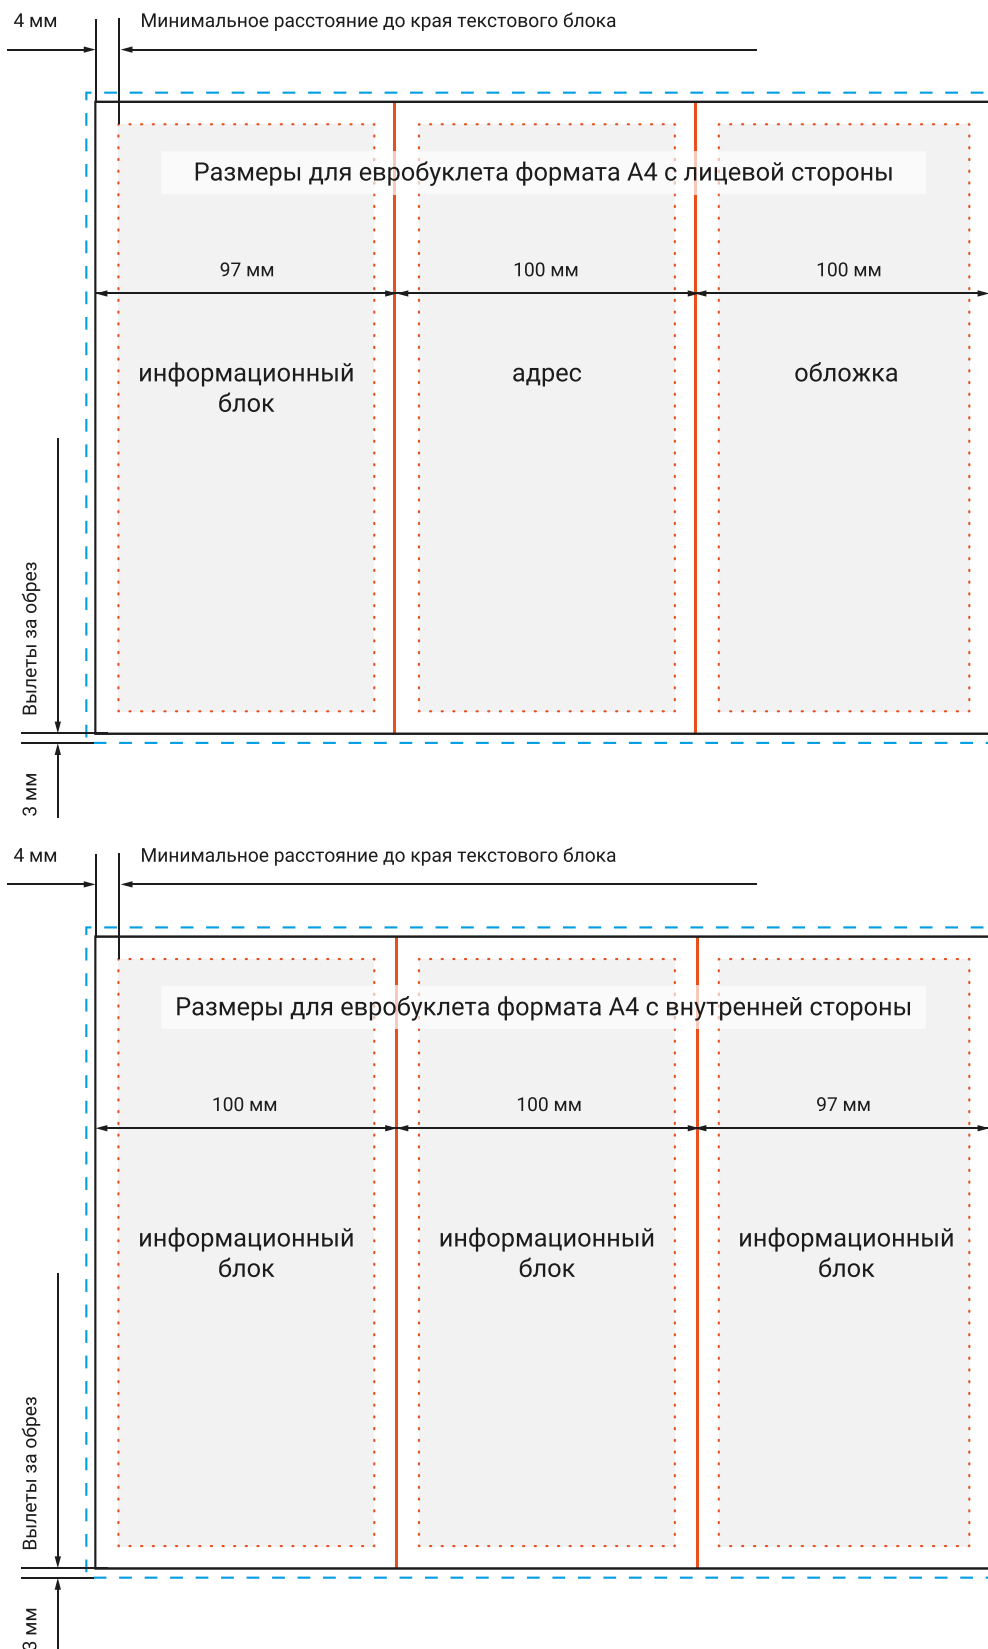 4 мм
Минимальное расстояние до края текстового блока
Размеры для евробуклета формата А4 с лицевой стороны
97 мм
100 мм
100 мм
информационный
блок
адрес
обложка
Вылеты за обрез
3 мм
4 мм
Минимальное расстояние до края текстового блока
Размеры для евробуклета формата А4 с внутренней стороны
100 мм
100 мм
97 мм
информационный
блок
информационный
блок
информационный
блок
Вылеты за обрез
3 мм